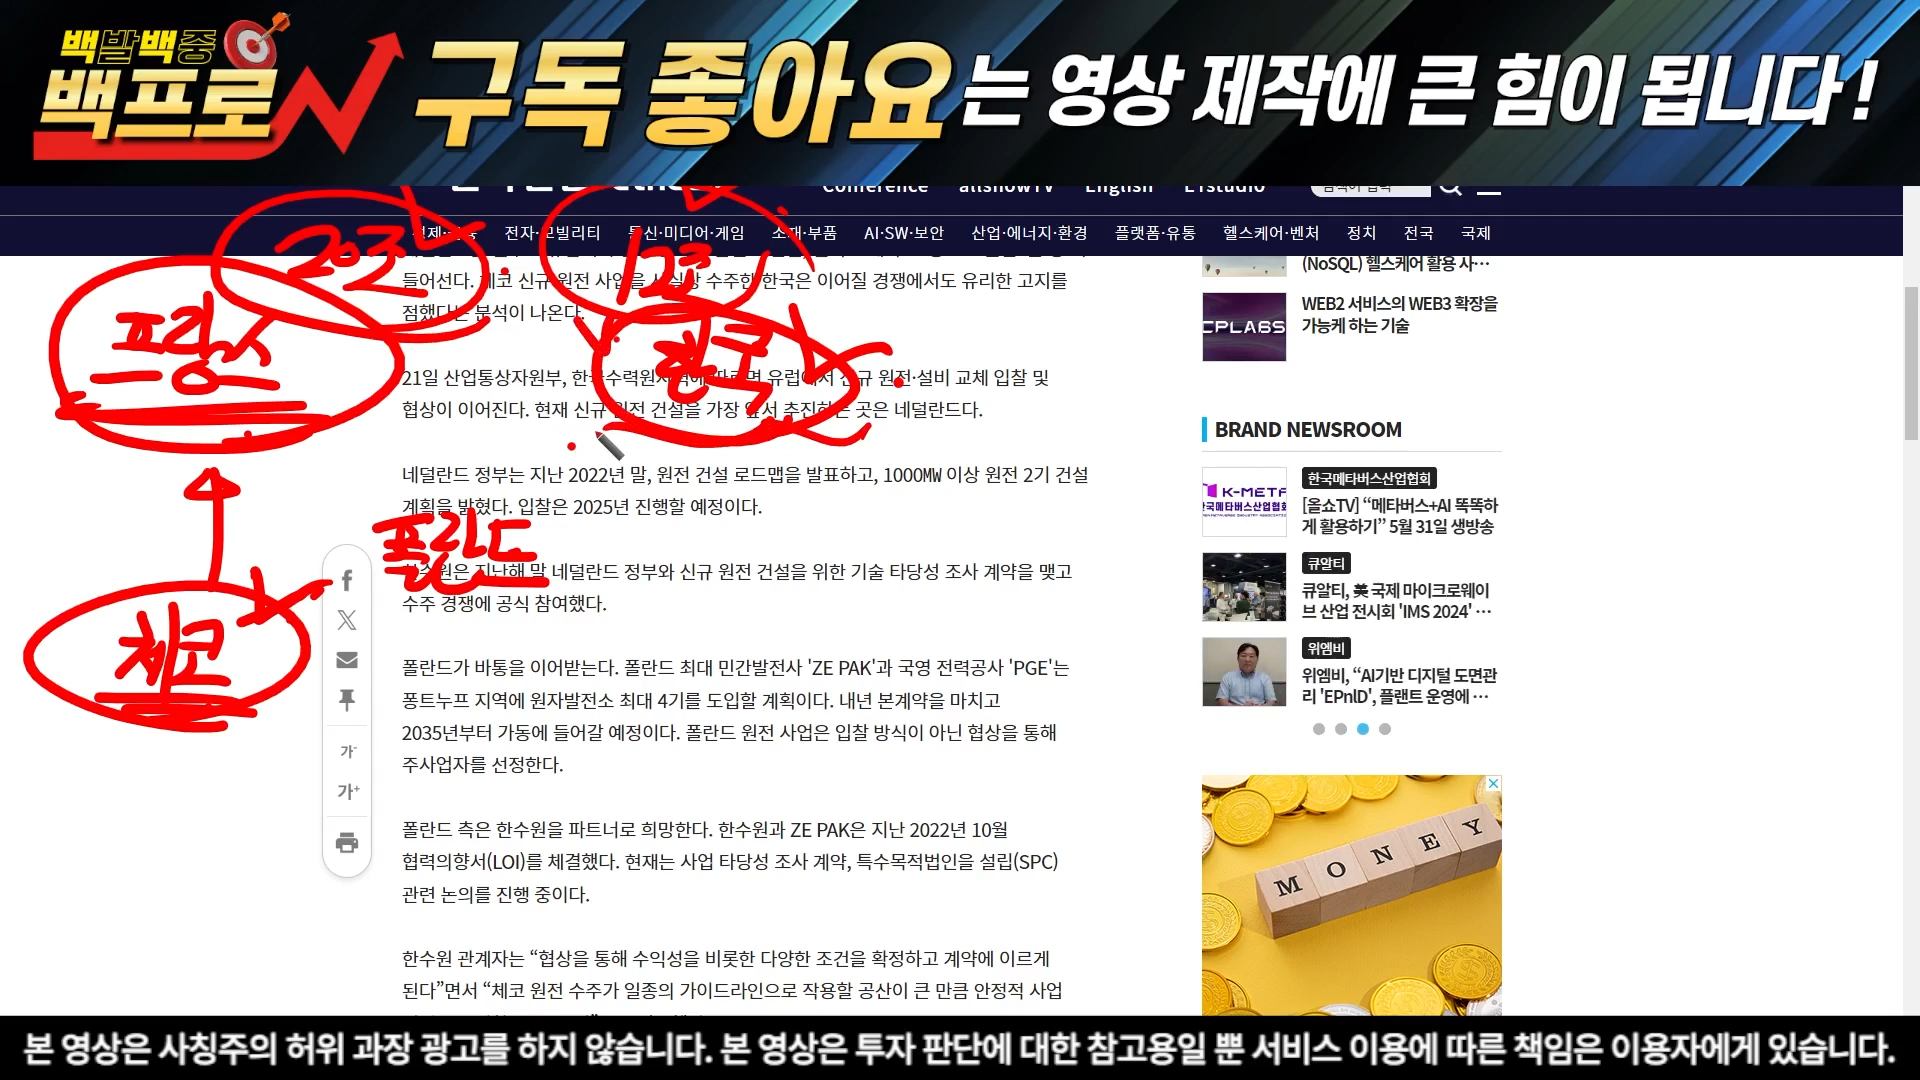 백발백중
백프로
구독 좋아요는 영상 제작에 큰 힘이 됩니다!
Conference allshowTV English ETstudio
전자·모빌리티 통신·미디어·게임 소재·부품 AI·SW·보안 산업·에너지·환경 플랫폼·유통 헬스케어·벤처 정치 전국 국제
들어선다. 체코 신규 원전 사업을 사실상 수주한 한국은 이어질 경쟁에서도 유리한 고지를
점했다는 분석이 나온다.
21일 산업통상자원부, 한국수력원자력에 따르면 유럽에서 신규 원전·설비 교체 입찰 및
협상이 이어진다. 현재 신규 원전 건설을 가장 앞서 추진하는 곳은 네덜란드다.
네덜란드 정부는 지난 2022년 말, 원전 건설 로드맵을 발표하고, 1000㎿ 이상 원전 2기 건설
계획을 밝혔다. 입찰은 2025년 진행할 예정이다.
한수원은 지난해 말 네덜란드 정부와 신규 원전 건설을 위한 기술 타당성 조사 계약을 맺고
수주 경쟁에 공식 참여했다.
폴란드가 바통을 이어받는다. 폴란드 최대 민간발전사 'ZE PAK'과 국영 전력공사 'PGE'는
퐁트누프 지역에 원자발전소 최대 4기를 도입할 계획이다. 내년 본계약을 마치고
2035년부터 가동에 들어갈 예정이다. 폴란드 원전 사업은 입찰 방식이 아닌 협상을 통해
주사업자를 선정한다.
폴란드 측은 한수원을 파트너로 희망한다. 한수원과 ZE PAK은 지난 2022년 10월
협력의향서(LOI)를 체결했다. 현재는 사업 타당성 조사 계약, 특수목적법인을 설립(SPC)
관련 논의를 진행 중이다.
한수원 관계자는 “협상을 통해 수익성을 비롯한 다양한 조건을 확정하고 계약에 이르게
된다”면서 “체코 원전 수주가 일종의 가이드라인으로 작용할 공산이 큰 만큼 안정적 사업
프랑스
한국
체코
폴란드
가-
가+
(NoSQL) 헬스케어 활용 사…
CPLABS
WEB2 서비스의 WEB3 확장을
가능케 하는 기술
BRAND NEWSROOM
K-META
한국메타버스산업협회
[올쇼TV] “메타버스+AI 똑똑하
게 활용하기” 5월 31일 생방송
큐알티
큐알티, 美 국제 마이크로웨이
브 산업 전시회 'IMS 2024' …
위엠비
위엠비, “AI기반 디지털 도면관
리 'EPnID', 플랜트 운영에 …
MONEY
본 영상은 사칭주의 허위 과장 광고를 하지 않습니다. 본 영상은 투자 판단에 대한 참고용일 뿐 서비스 이용에 따른 책임은 이용자에게 있습니다.